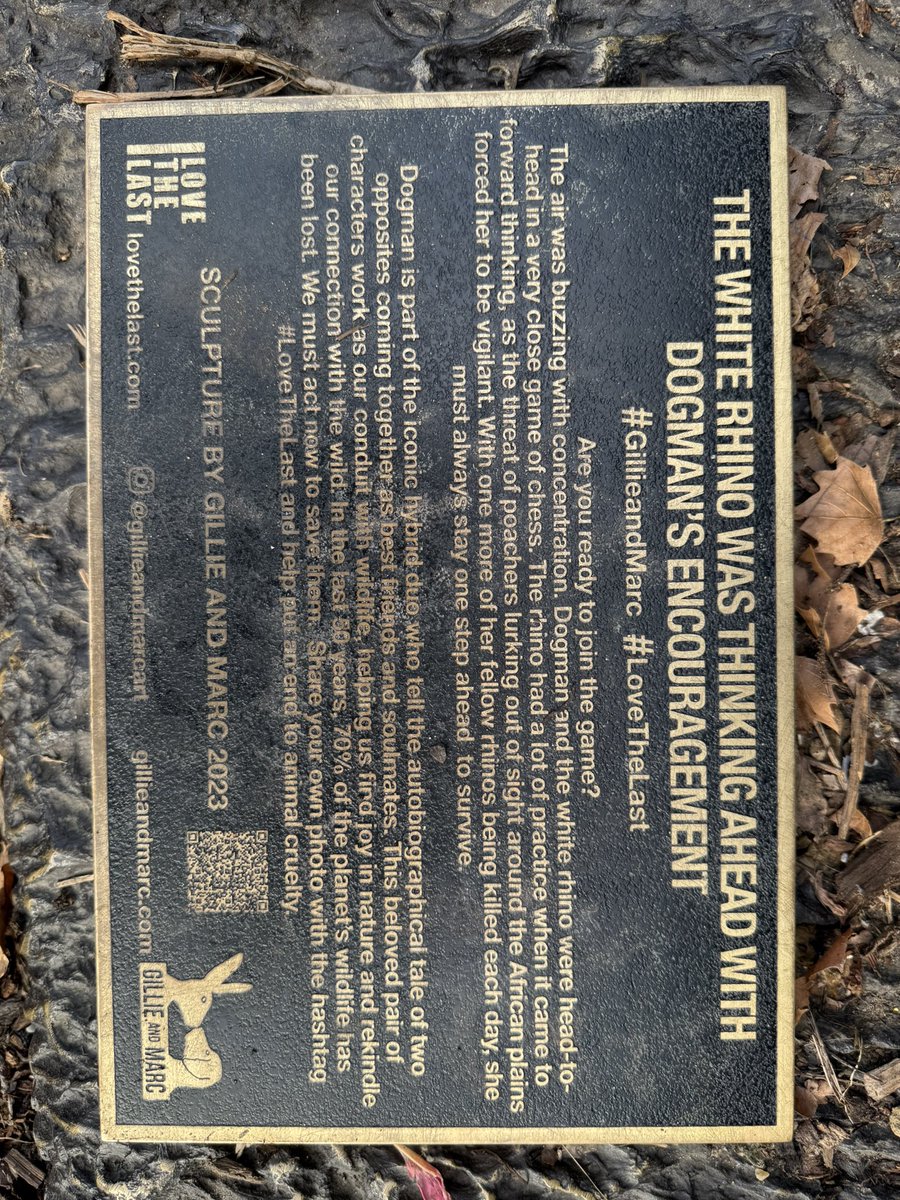 THE WHITE RHINO WAS THINKING AHEAD WITH
DOGMAN'S ENCOURAGEMENT
#GillieandMarc #LoveTheLast
Are you ready to join the game?
The air was buzzing with concentration. Dogman and the white rhino were head-to-
head in a very close game of chess. The rhino had a lot of practice when it came to
forward thinking, as the threat of poachers lurking out of sight around the African plains
forced her to be vigilant. With one more of her fellow rhinos being killed each day, she
must always stay one step ahead to survive.
Dogman is part of the iconic hybrid duo who tell the autobiographical tale of two
opposites coming together as best friends and soulmates. This beloved pair of
characters work as our conduit with wildlife, helping us find joy in nature and rekindle
our connection with the wild. In the last 50 years, 70% of the planet's wildlife has
been lost. We must act now to save them. Share your own photo with the hashtag
#LoveTheLast and help put an end to animal cruelty.
SCULPTURE BY GILLIE AND MARC 2023
LOVE
THE
LAST
lovethelast.com
@gillieandmarcart
gillieandmarc.com
GILLIE AND MARC